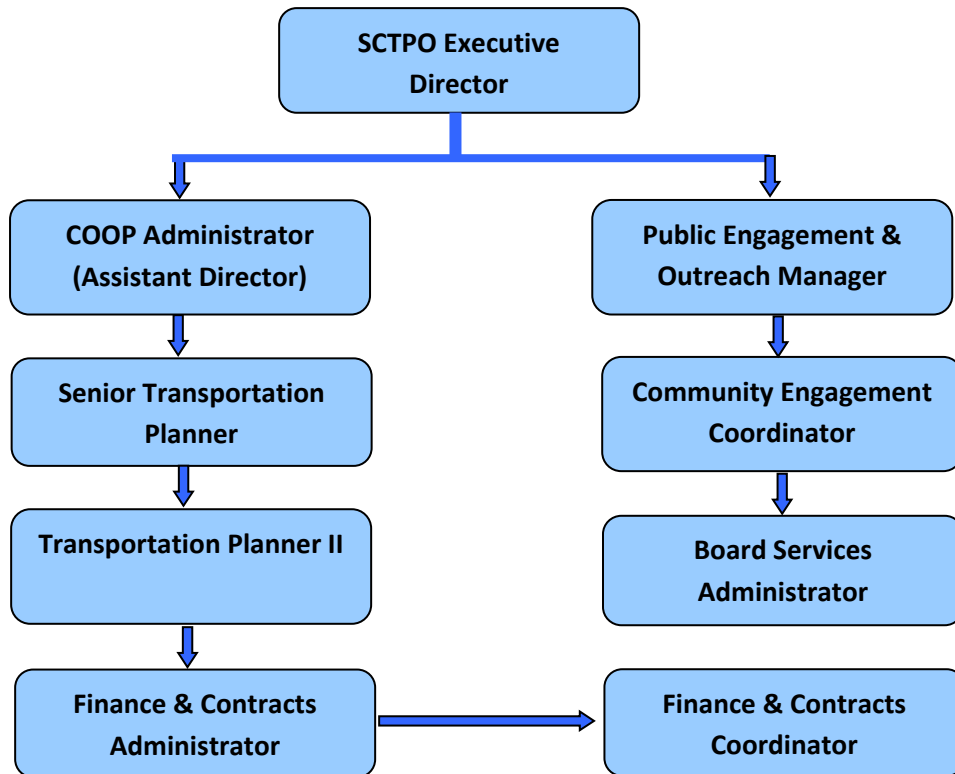 SCTPO Executive
Director
COOP Administrator
(Assistant Director)
Public Engagement &
Outreach Manager
Senior Transportation
Planner
Community Engagement
Coordinator
Transportation Planner II
Board Services
Administrator
Finance & Contracts
Administrator
Finance & Contracts
Coordinator